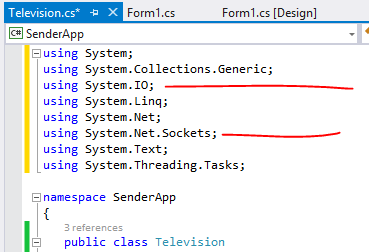 Television.cs*
Form1.cs
Form1.cs [Design]
SenderApp
using System;
using System.Collections.Generic;
using System.IO;
using System.Linq;
using System.Net;
using System.Net.Sockets;
using System.Text;
using System.Threading.Tasks;
namespace SenderApp
{
3 references
public class Television